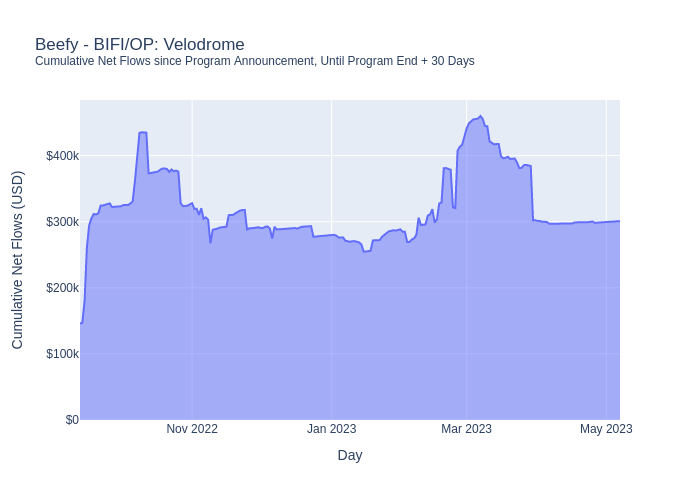 Beefy - BIFI/OP: Velodrome
Cumulative Net Flows since Program Announcement, Until Program End + 30 Days
Cumulative Net Flows (USD)
$400k
$300k
$200k
$100k
$0
Nov 2022
Jan 2023
Mar 2023
May 2023
Day